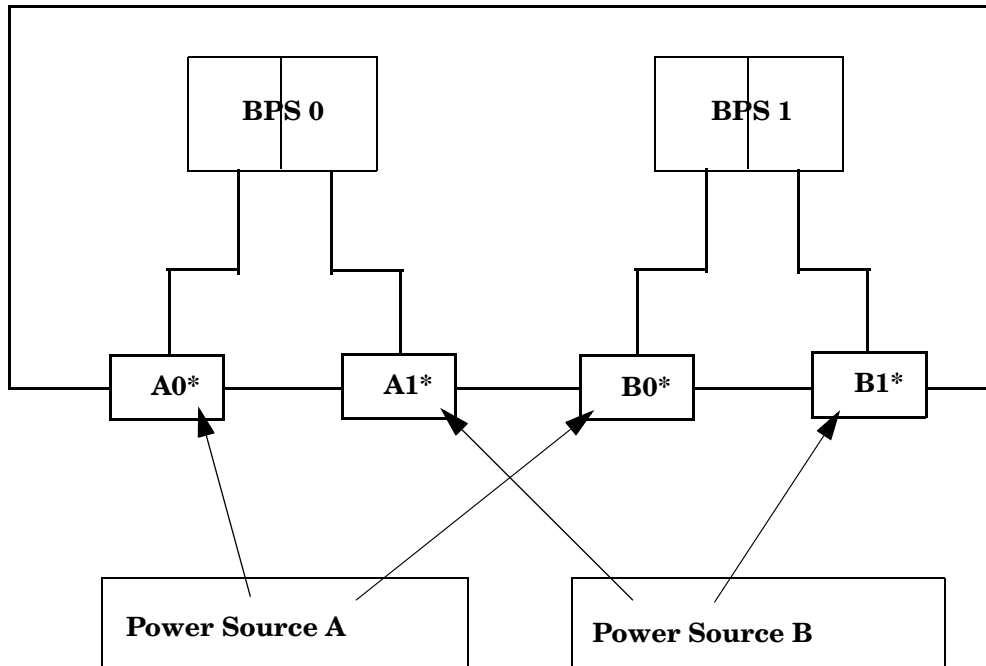 BPS 0
BPS 1
A0*
A1*
B0*
B1*
Power Source A
Power Source B